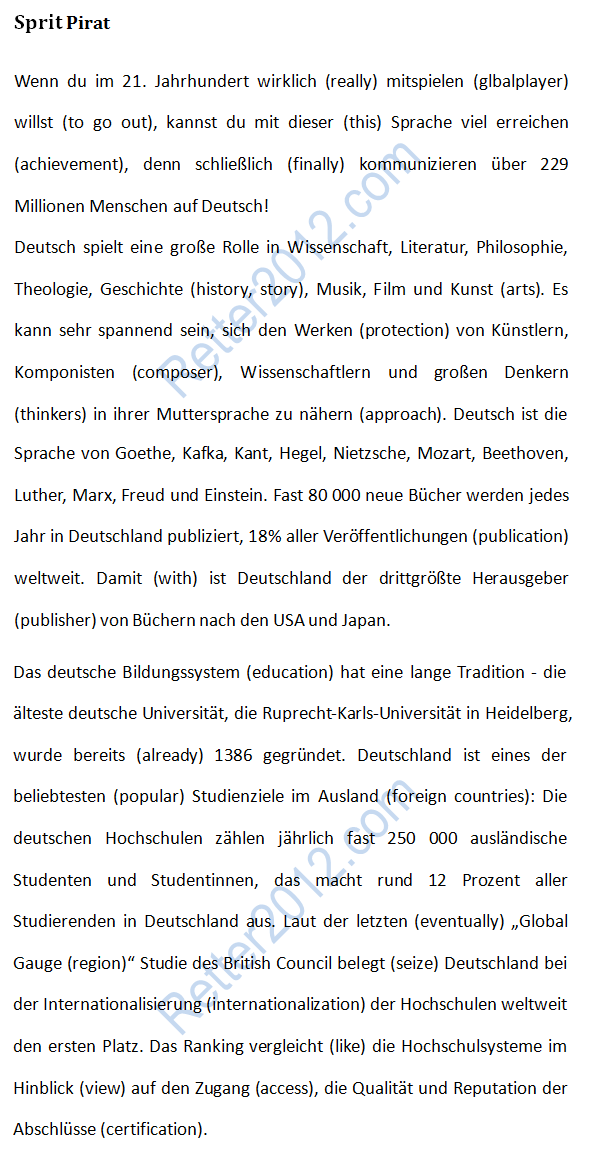 Sprit Pirat
Wenn du im 21. Jahrhundert wirklich (really) mitspielen (glbalplayer)
willst (to go out), kannst du mit dieser (this) Sprache viel erreichen
(achievement), denn schließlich (finally) kommunizieren über 229
Millionen Menschen auf Deutsch!
Deutsch spielt eine große Rolle in Wissenschaft, Literatur, Philosophie,
Theologie, Geschichte (history, story), Musik, Film und Kunst (arts). Es
kann sehr spannend sein, sich den Werken (protection) von Künstlern,
Komponisten (composer), Wissenschaftlern und großen Denkern
(thinkers) in ihrer Muttersprache zu nähern (approach). Deutsch ist die
Sprache von Goethe, Kafka, Kant, Hegel, Nietzsche, Mozart, Beethoven,
Luther, Marx, Freud und Einstein. Fast 80 000 neue Bücher werden jedes
Jahr in Deutschland publiziert, 18% aller Veröffentlichungen (publication)
weltweit. Damit (with) ist Deutschland der drittgrößte Herausgeber
(publisher) von Büchern nach den USA und Japan.
Das deutsche Bildungssystem (education) hat eine lange Tradition - die
älteste deutsche Universität, die Ruprecht-Karls-Universität in Heidelberg,
wurde bereits (already) 1386 gegründet. Deutschland ist eines der
beliebtesten (popular) Studienziele im Ausland (foreign countries): Die
deutschen Hochschulen zählen jährlich fast 250 000 ausländische
Studenten und Studentinnen, das macht rund 12 Prozent aller
Studierenden in Deutschland aus. Laut der letzten (eventually) „Global
Gauge (region)“ Studie des British Council belegt (seize) Deutschland bei
der Internationalisierung (internationalization) der Hochschulen weltweit
den ersten Platz. Das Ranking vergleicht (like) die Hochschulsysteme im
Hinblick (view) auf den Zugang (access), die Qualität und Reputation der
Abschlüsse (certification).
Retter2012.com
Retter2012.com